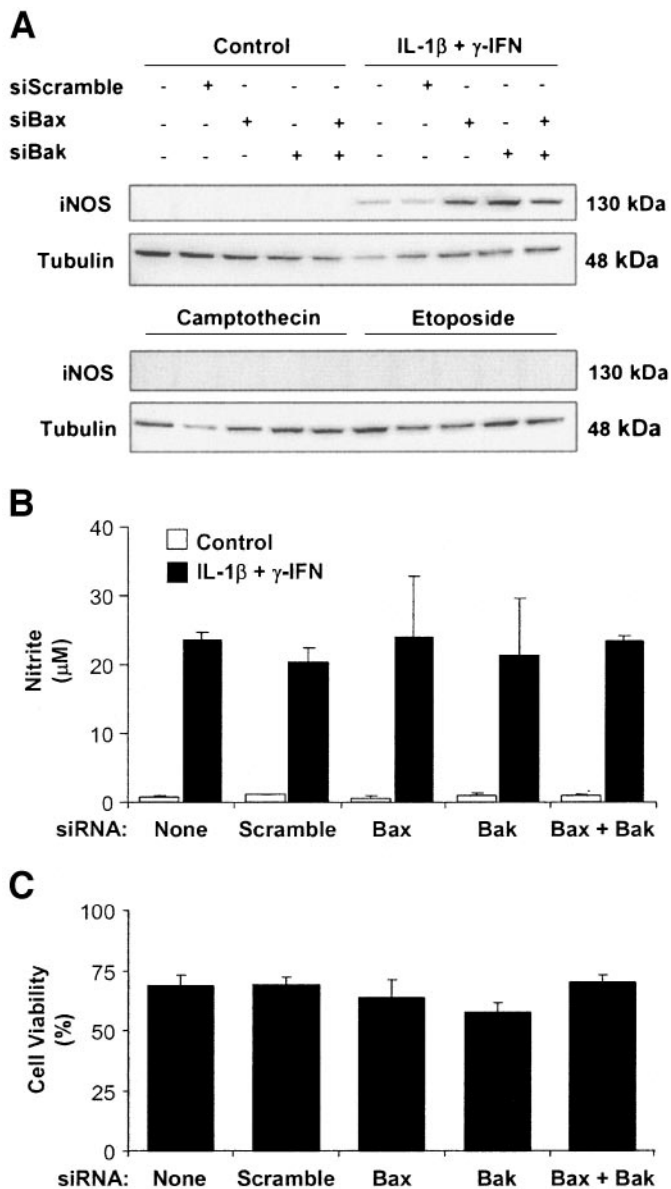 A
Control IL-1β + γ-IFN
siScramble - + - - - - + - - -
siBax - - + - + - - + - +
siBak - - - + + - - - + +
iNOS 130 kDa
Tubulin 48 kDa
Camptothecin Etoposide
iNOS 130 kDa
Tubulin 48 kDa
B
40
30
20
10
0
Nitrite
(μM)
Control
IL-1β + γ-IFN
siRNA: None Scramble Bax Bak Bax + Bak
C
100
75
50
25
0
Cell Viability
(%)
siRNA: None Scramble Bax Bak Bax + Bak